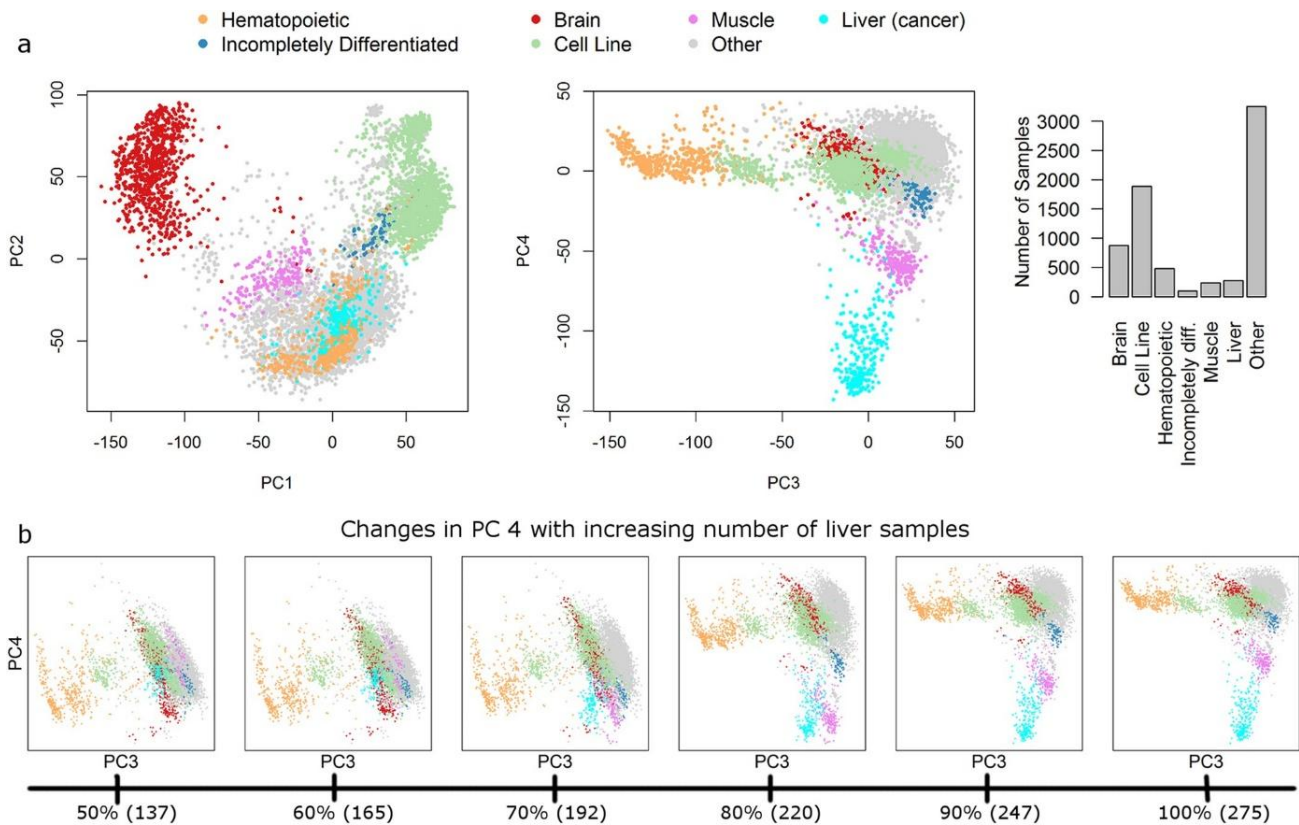 Hematopoietic
Brain
Muscle
Liver (cancer)
Incompletely Differentiated
Cell Line
Other
a
100
50
0
-50
PC2
-150
-100
-50
0
50
PC1
50
0
-50
-100
-150
PC4
-150
-100
-50
0
50
PC3
3000
2500
2000
1500
1000
500
0
Number of Samples
Brain
Cell Line
Hematopoietic
Incompletely diff.
Muscle
Liver
Other
b
Changes in PC 4 with increasing number of liver samples
PC4
PC3
PC3
PC3
PC3
PC3
PC3
50% (137)
60% (165)
70% (192)
80% (220)
90% (247)
100% (275)